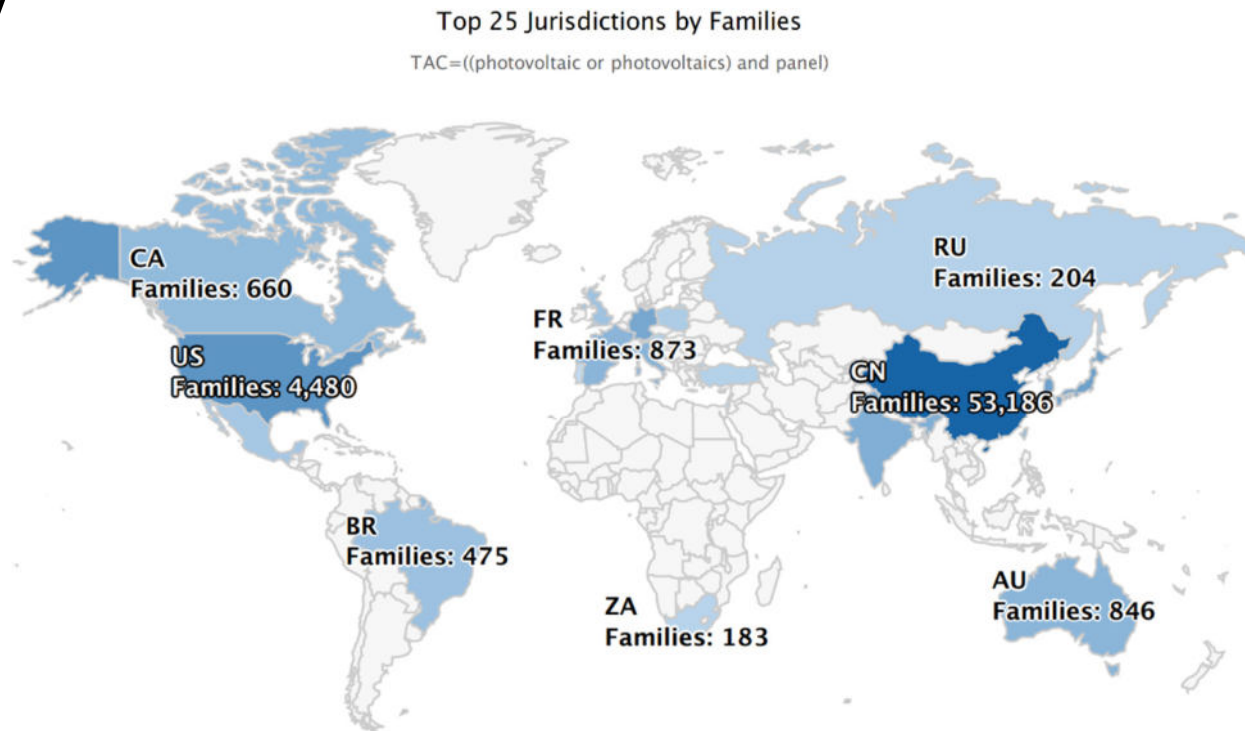 Top 25 Jurisdictions by Families
TAC=((photovoltaic or photovoltaics) and panel)
CA
Families: 660
RU
Families: 204
FR
Families: 873
US
Families: 4,480
CN
Families: 53,186
BR
Families: 475
AU
Families: 846
ZA
Families: 183